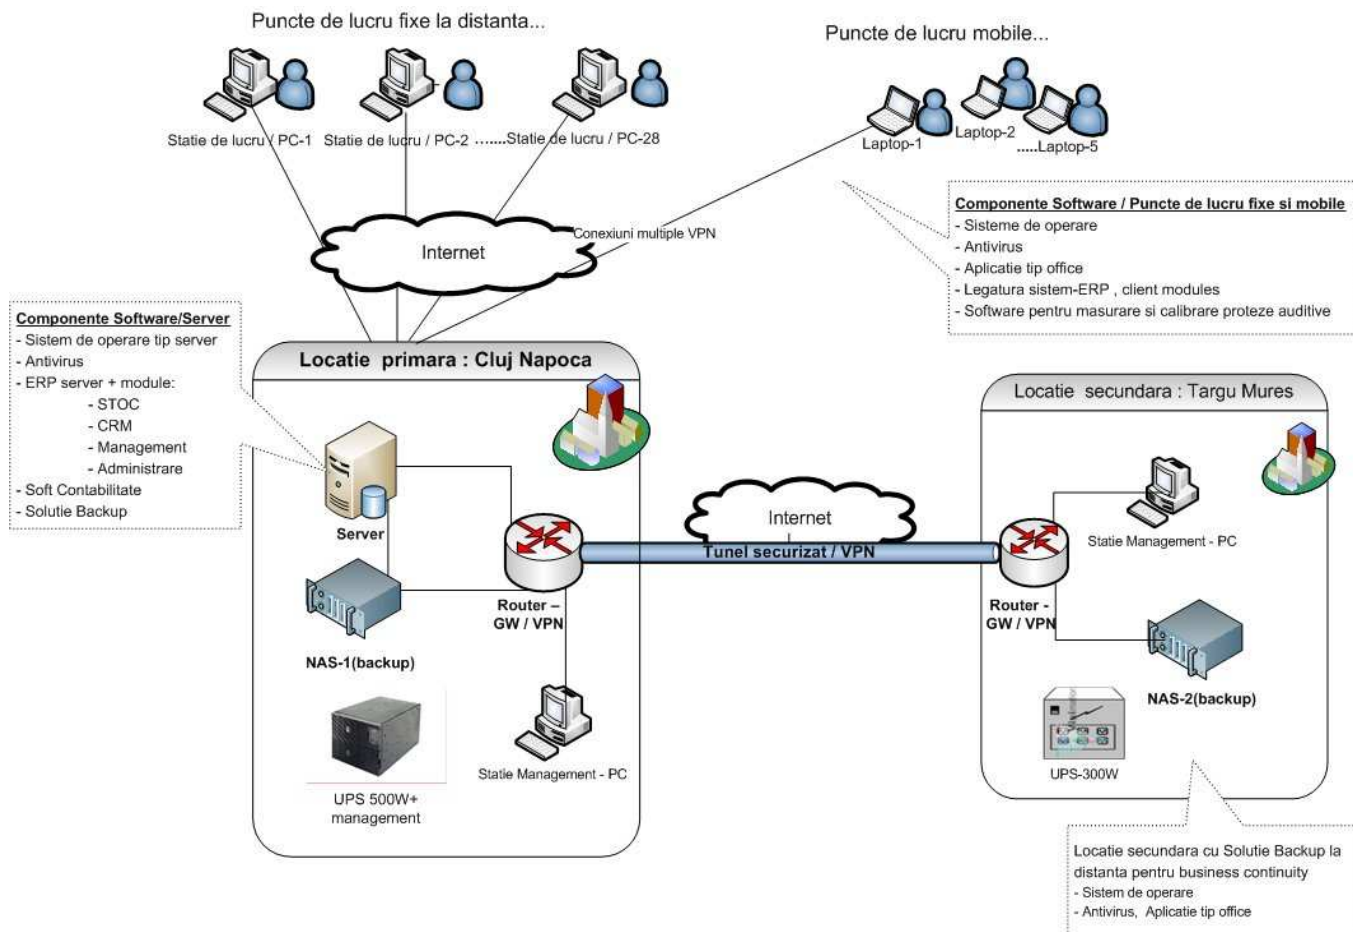 Puncte de lucru fixe la distanta...
Puncte de lucru mobile...
Statie de lucru / PC-1
Statie de lucru / PC-2
.......Statie de lucru / PC-28
Laptop-1
Laptop-2
.....Laptop-5
Componente Software / Puncte de lucru fixe si mobile
- Sisteme de operare
- Antivirus
- Aplicatie tip office
- Legatura sistem-ERP , client modules
- Software pentru masurare si calibrare proteze auditive
Conexiuni multiple VPN
Internet
Componente Software/Server
- Sistem de operare tip server
- Antivirus
- ERP server + module:
- STOC
- CRM
- Management
- Administrare
- Soft Contabilitate
- Solutie Backup
Locatie primara : Cluj Napoca
Server
NAS-1(backup)
Router –
GW / VPN
UPS 500W+
management
Statie Management - PC
Internet
Tunel securizat / VPN
Locatie secundara : Targu Mures
Statie Management - PC
Router -
GW / VPN
NAS-2(backup)
UPS-300W
Locatie secundara cu Solutie Backup la
distanta pentru business continuity
- Sistem de operare
- Antivirus, Aplicatie tip office